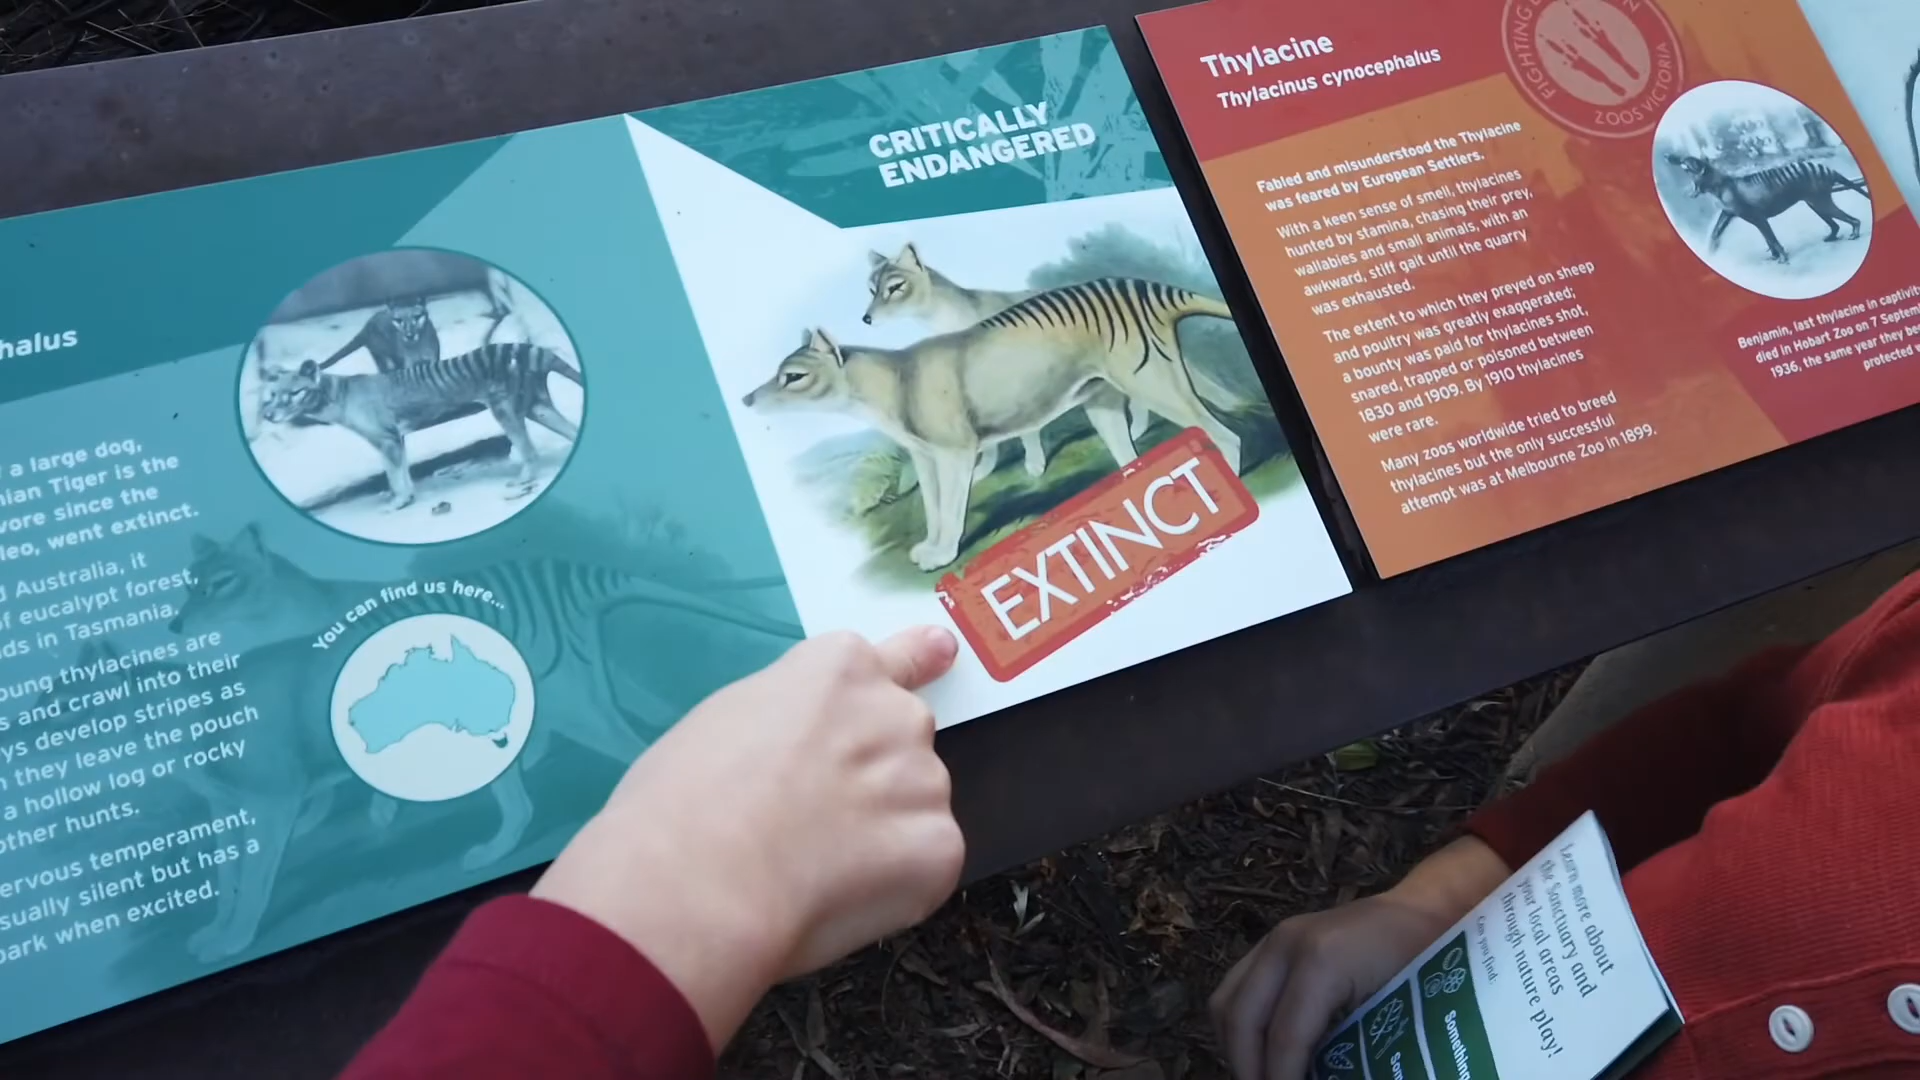 halus
a large dog,
nian Tiger is the
vore since the
leo, went extinct.
d Australia, it
of eucalypt forest,
ds in Tasmania.
oung thylacines are
s and crawl into their
ys develop stripes as
n they leave the pouch
a hollow log or rocky
other hunts.
ervous temperament,
sually silent but has a
bark when excited.
You can find us here...
CRITICALLY
ENDANGERED
EXTINCT
Thylacine
Thylacinus cynocephalus
FIGHTING
ZOOS VICTORIA
Fabled and misunderstood the Thylacine
was feared by European Settlers.
With a keen sense of smell, thylacines
hunted by stamina, chasing their prey,
wallabies and small animals, with an
awkward, stiff gait until the quarry
was exhausted.
The extent to which they preyed on sheep
and poultry was greatly exaggerated;
a bounty was paid for thylacines shot,
snared, trapped or poisoned between
1830 and 1909. By 1910 thylacines
were rare.
Many zoos worldwide tried to breed
thylacines but the only successful
attempt was at Melbourne Zoo in 1899.
Benjamin, last thylacine in captivity
died in Hobart Zoo on 7 Septem
1936, the same year they be
protected
Learn more about
the Sanctuary and
your local areas
through nature play!
Can you find:
Something
Som